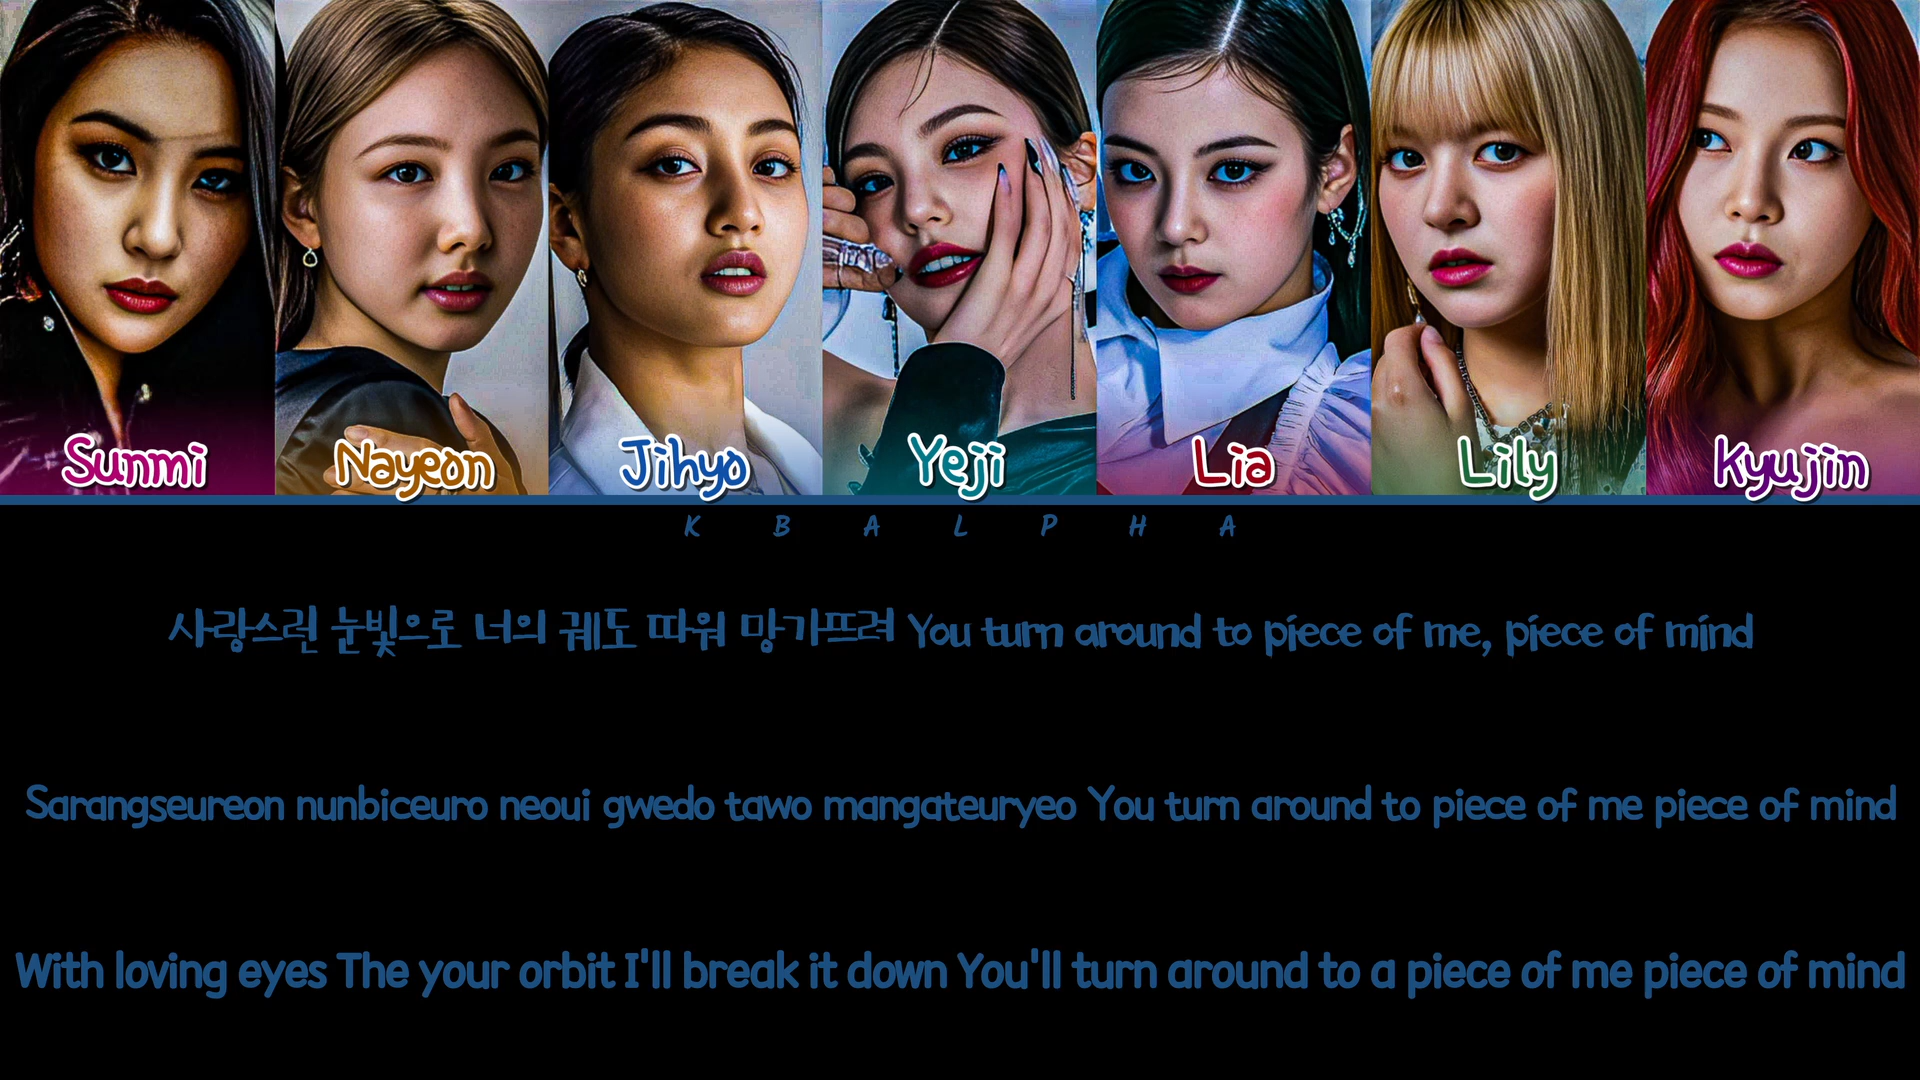 Sunmi Nayeon Jihyo Yeji Lia Lily Kyujin
K B A L P H A
사랑스런 눈빛으로 너의 궤도 따워 망가뜨려 You turn around to piece of me, piece of mind
Sarangseureon nunbiceuro neoui gwedo tawo mangateuryeo You turn around to piece of me piece of mind
With loving eyes The your orbit I'll break it down You'll turn around to a piece of me piece of mind